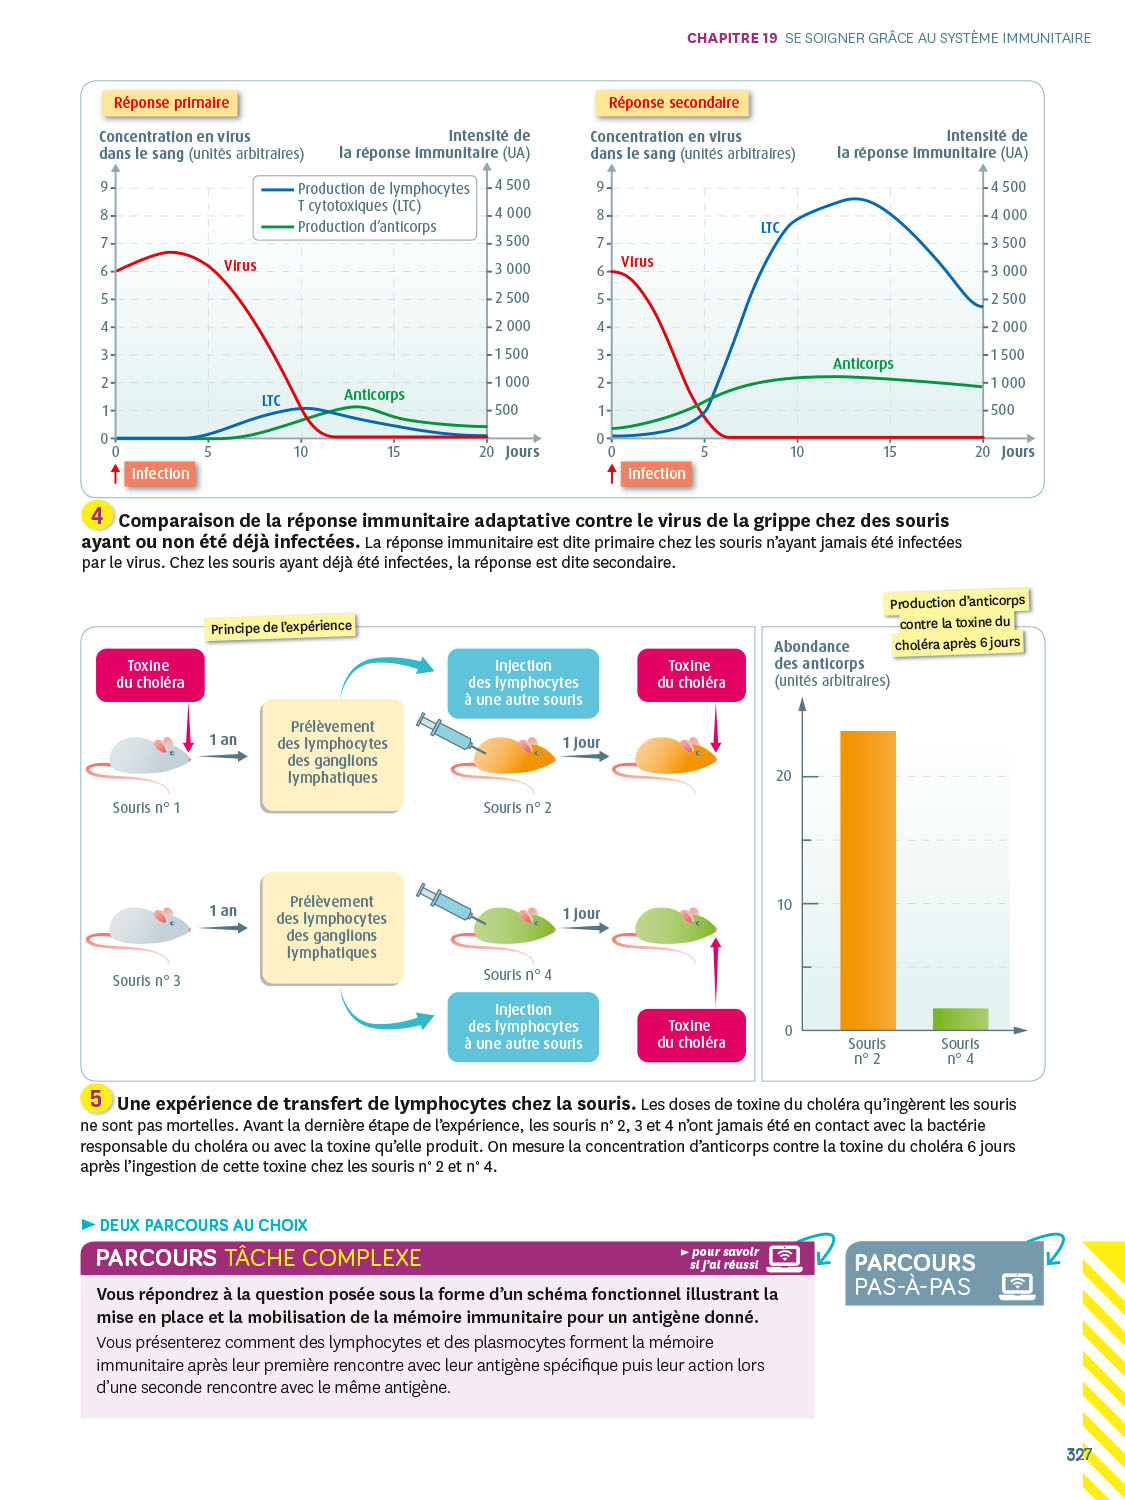 CHAPITRE 19 SE SOIGNER GRÂCE AU SYSTÈME IMMUNITAIRE
Réponse primaire
Concentration en virus
dans le sang (unités arbitraires)
Intensité de
la réponse immunitaire (UA)
9
8
7
6
5
4
3
2
1
0
4 500
4 000
3 500
3 000
2 500
2 000
1 500
1 000
500
Production de lymphocytes
T cytotoxiques (LTC)
Production d'anticorps
Virus
LTC
Anticorps
0 5 10 15 20 Jours
Infection
Réponse secondaire
Concentration en virus
dans le sang (unités arbitraires)
Intensité de
la réponse immunitaire (UA)
9
8
7
6
5
4
3
2
1
0
4 500
4 000
3 500
3 000
2 500
2 000
1 500
1 000
500
LTC
Virus
Anticorps
0 5 10 15 20 Jours
Infection
4 Comparaison de la réponse immunitaire adaptative contre le virus de la grippe chez des souris
ayant ou non été déjà infectées. La réponse immunitaire est dite primaire chez les souris n'ayant jamais été infectées
par le virus. Chez les souris ayant déjà été infectées, la réponse est dite secondaire.
Principe de l'expérience
Toxine
du choléra
1 an
Souris n° 1
Prélèvement
des lymphocytes
des ganglions
lymphatiques
Injection
des lymphocytes
à une autre souris
Souris n° 2
1 jour
Toxine
du choléra
1 an
Souris n° 3
Prélèvement
des lymphocytes
des ganglions
lymphatiques
Souris n° 4
Injection
des lymphocytes
à une autre souris
1 jour
Toxine
du choléra
Production d'anticorps
contre la toxine du
choléra après 6 jours
Abondance
des anticorps
(unités arbitraires)
20
10
0
Souris
n° 2
Souris
n° 4
5 Une expérience de transfert de lymphocytes chez la souris. Les doses de toxine du choléra qu'ingèrent les souris
ne sont pas mortelles. Avant la dernière étape de l'expérience, les souris n° 2, 3 et 4 n'ont jamais été en contact avec la bactérie
responsable du choléra ou avec la toxine qu'elle produit. On mesure la concentration d'anticorps contre la toxine du choléra 6 jours
après l'ingestion de cette toxine chez les souris n° 2 et n° 4.
► DEUX PARCOURS AU CHOIX
PARCOURS TÂCHE COMPLEXE
► pour savoir
si j'ai réussi
Vous répondrez à la question posée sous la forme d'un schéma fonctionnel illustrant la
mise en place et la mobilisation de la mémoire immunitaire pour un antigène donné.
Vous présenterez comment des lymphocytes et des plasmocytes forment la mémoire
immunitaire après leur première rencontre avec leur antigène spécifique puis leur action lors
d'une seconde rencontre avec le même antigène.
PARCOURS
PAS-À-PAS
327